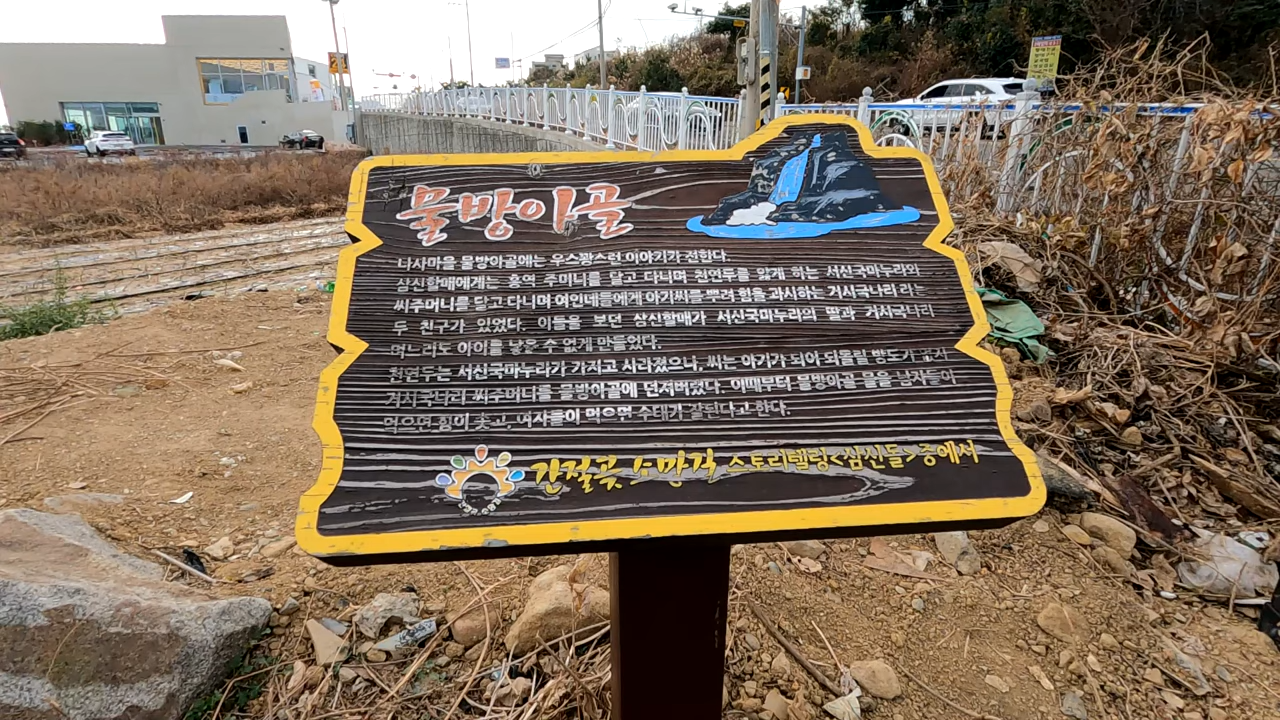 물방아골
나사마을 물방아골에는 우스꽝스런 이야기가 전한다.
삼신할매에게는 홍역 주머니를 달고 다니며 천연두를 앓게 하는 서신국마누라와
씨주머니를 달고 다니며 여인네들에게 아기씨를 뿌려 힘을 과시하는 거시국나리 라는
두 친구가 있었다. 이들을 보던 삼신할매가 서신국마누라의 딸과 거시국나리
며느리도 아이를 낳을 수 없게 만들었다.
천연두는 서신국마누라가 가지고 사라졌으나, 씨는 아기가 되어 되돌릴 방도가 없자
거시국나리 씨주머니를 물방아골에 던져버렸다. 이때부터 물방아골 물을 남자들이
먹으면 힘이 솟고, 여자들이 먹으면 수태가 잘된다고 한다.
간절곶 소망길 스토리텔링<삼신돌>중에서